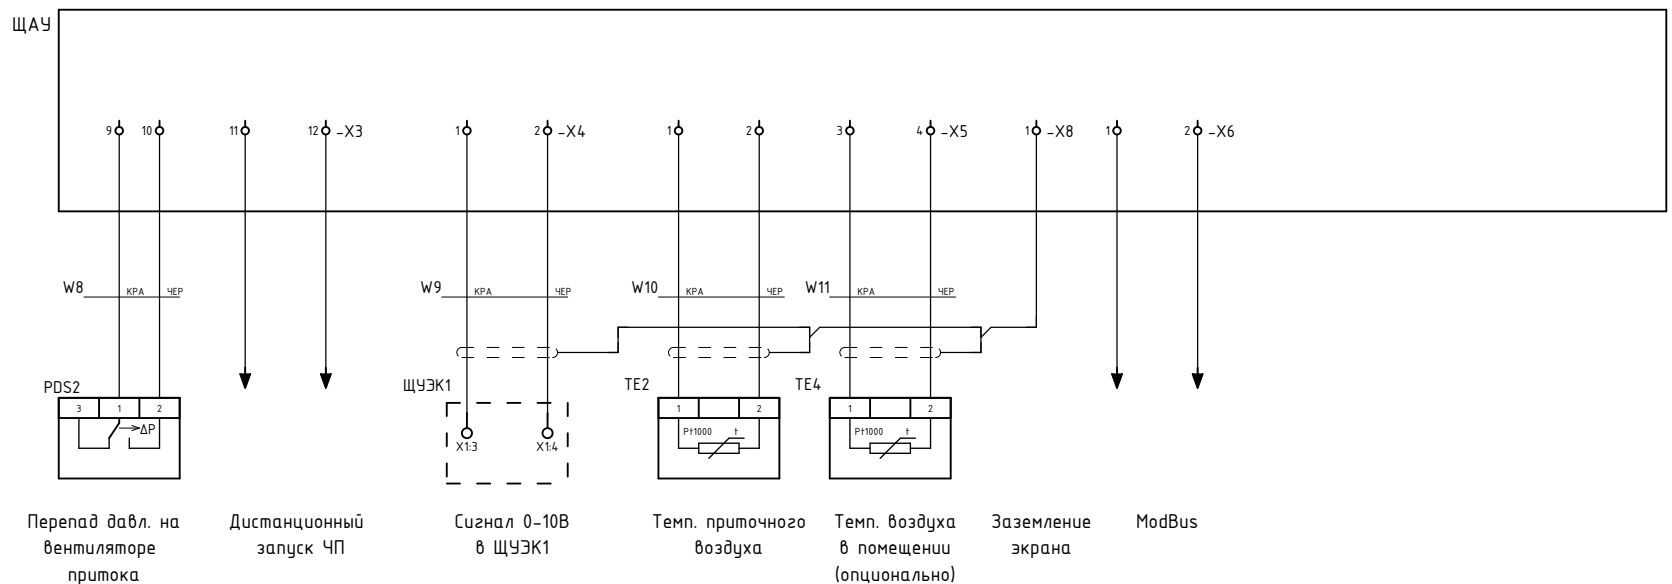 ЩАУ
9 10 11 12 -X3 1 2 -X4 1 2 3 4 -X5 1 -X8 1 2 -X6
W8 КРА ЧЕР W9 КРА ЧЕР W10 КРА ЧЕР W11 КРА ЧЕР
PDS2 ЩУЭК1 TE2 TE4
3 1 2 1 2 1 2
ΔP Pt1000 t Pt1000 t
X1:3 X1:4
Перепад давл. на
вентиляторе
притока
Дистанционный
запуск ЧП
Сигнал 0-10В
в ЩУЭК1
Темп. приточного
воздуха
Темп. воздуха
в помещении
(опционально)
Заземление
экрана
ModBus